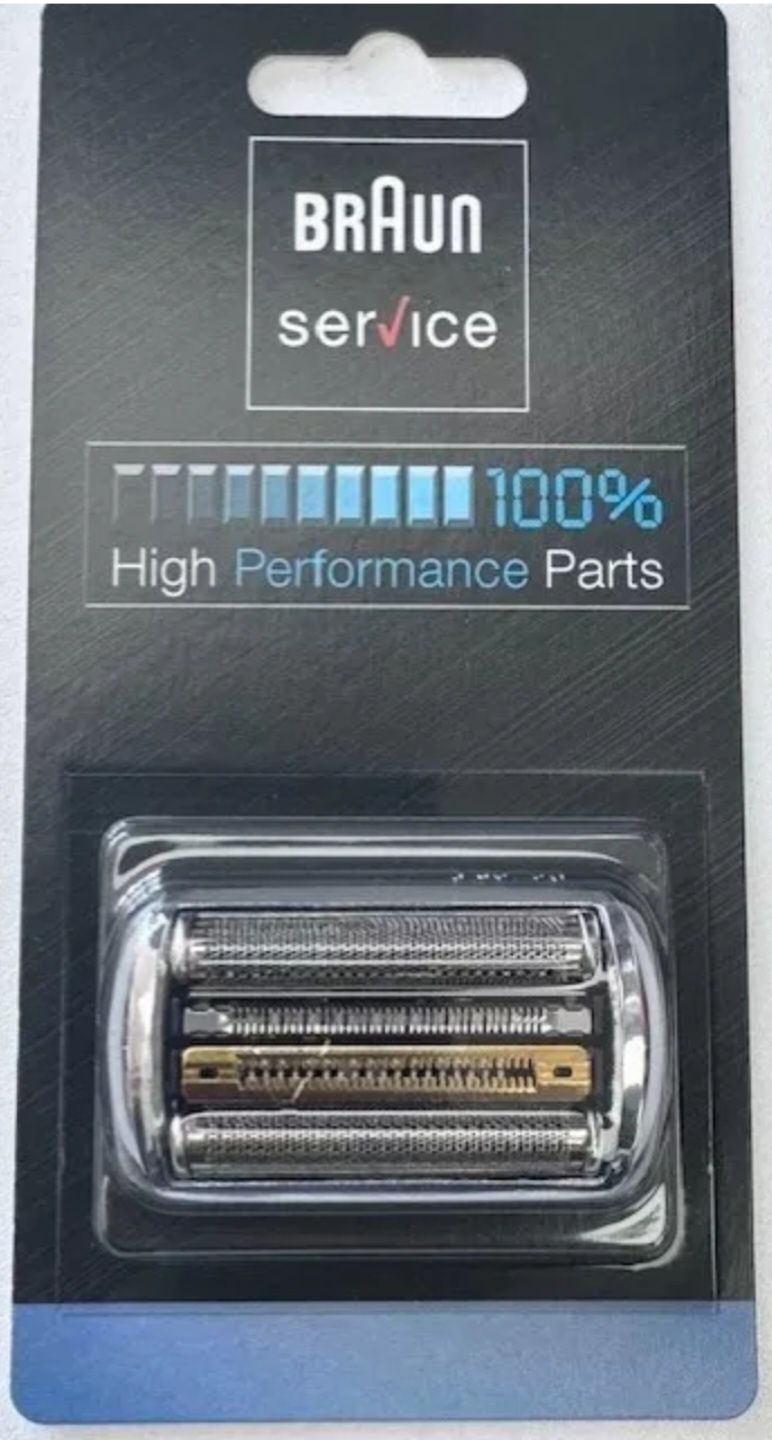 BRAUN
service
100%
High Performance Parts